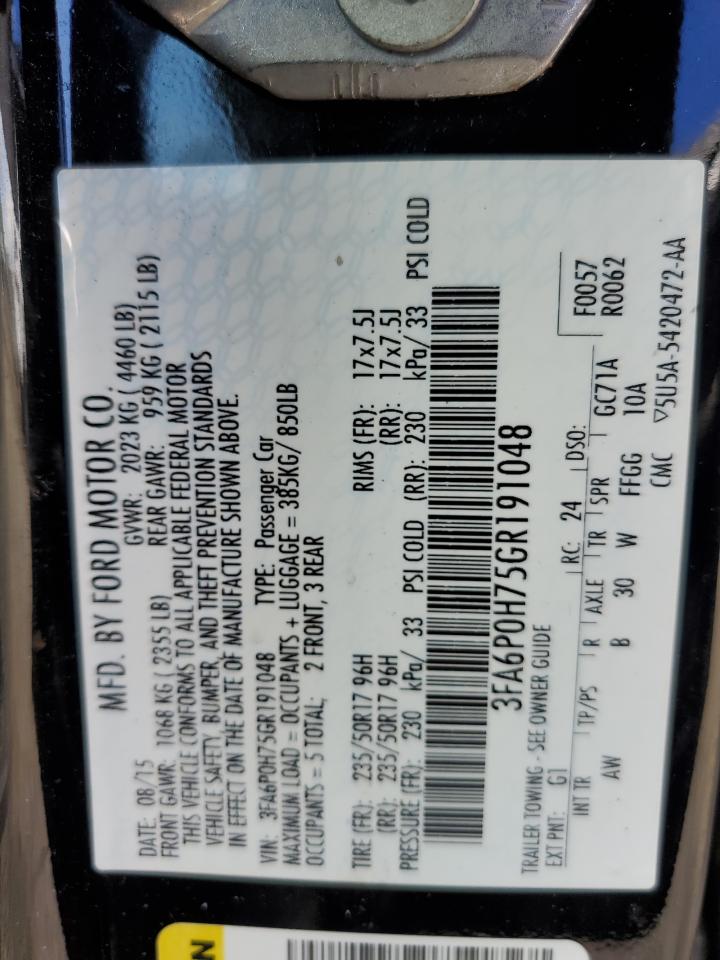 MFD. BY FORD MOTOR CO.
DATE: 08/15 GVWR: 2023 KG ( 4460 LB)
FRONT GAWR: 1068 KG ( 2355 LB) REAR GAWR: 959 KG ( 2115 LB)
THIS VEHICLE CONFORMS TO ALL APPLICABLE FEDERAL MOTOR
VEHICLE SAFETY, BUMPER, AND THEFT PREVENTION STANDARDS
IN EFFECT ON THE DATE OF MANUFACTURE SHOWN ABOVE.
VIN: 3FA6P0H75GR191048 TYPE: Passenger Car
MAXIMUM LOAD = OCCUPANTS + LUGGAGE = 385KG/ 850LB
OCCUPANTS = 5 TOTAL; 2 FRONT, 3 REAR
TIRE (FR): 235/50R17 96H RIMS (FR): 17x7.5J
(RR): 235/50R17 96H (RR): 17x7.5J
PRESSURE (FR): 230 kPa/ 33 PSI COLD (RR): 230 kPa/ 33 PSI COLD
3FA6P0H75GR191048
TRAILER TOWING - SEE OWNER GUIDE
EXT PNT: G1 RC: 24 DSO: F0057
R0062
INT TR TP/PS R AXLE TR SPR GC71A
AW B 30 W FFGG 10A
CMC ▽5U5A-5420472-AA